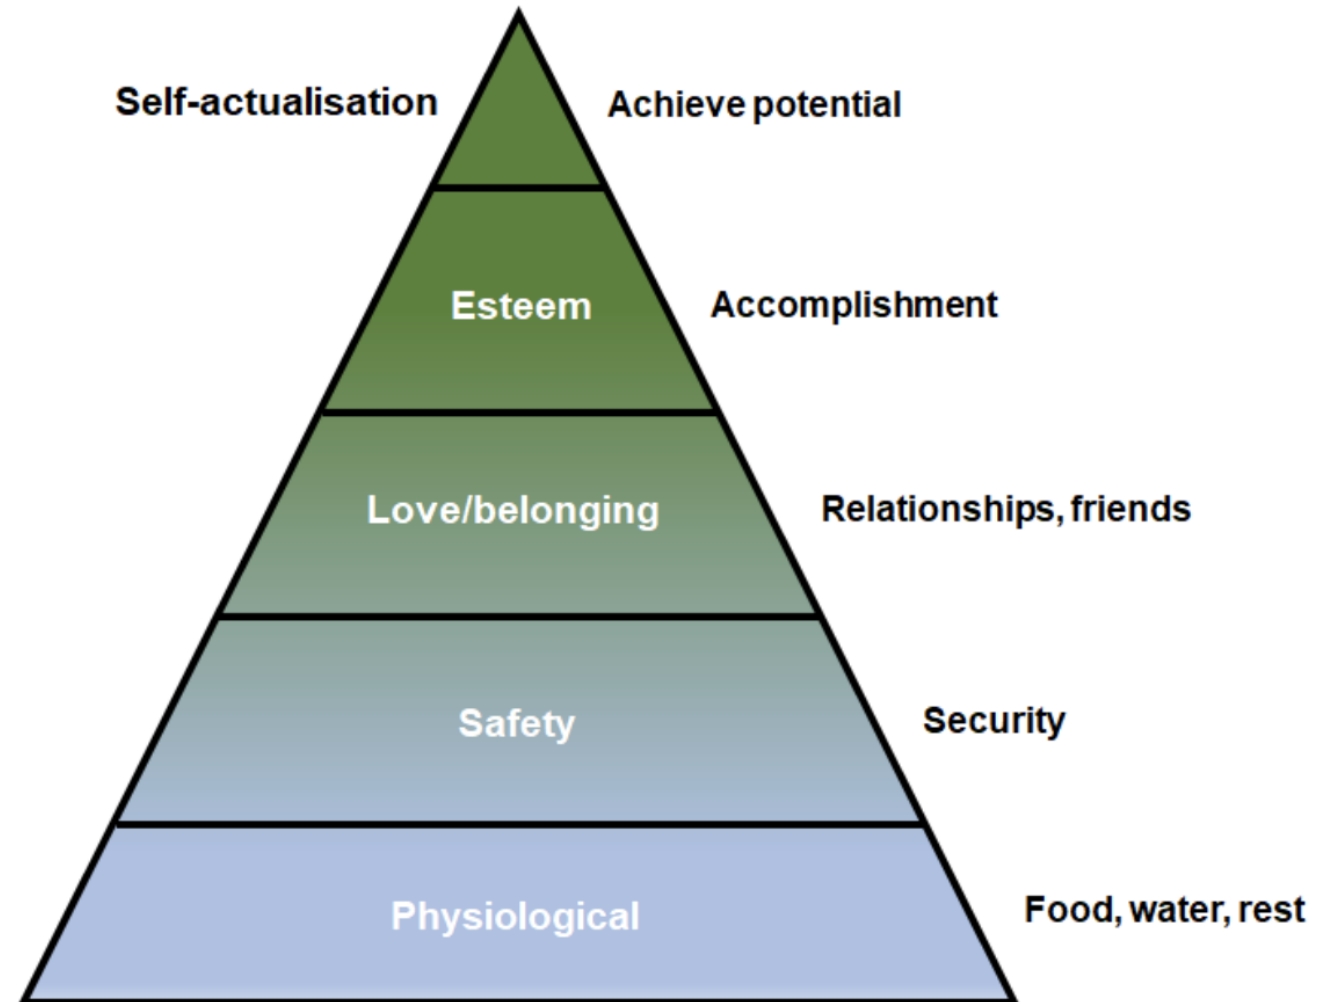 Self-actualisation
Achieve potential
Esteem
Accomplishment
Love/belonging
Relationships, friends
Safety
Security
Physiological
Food, water, rest